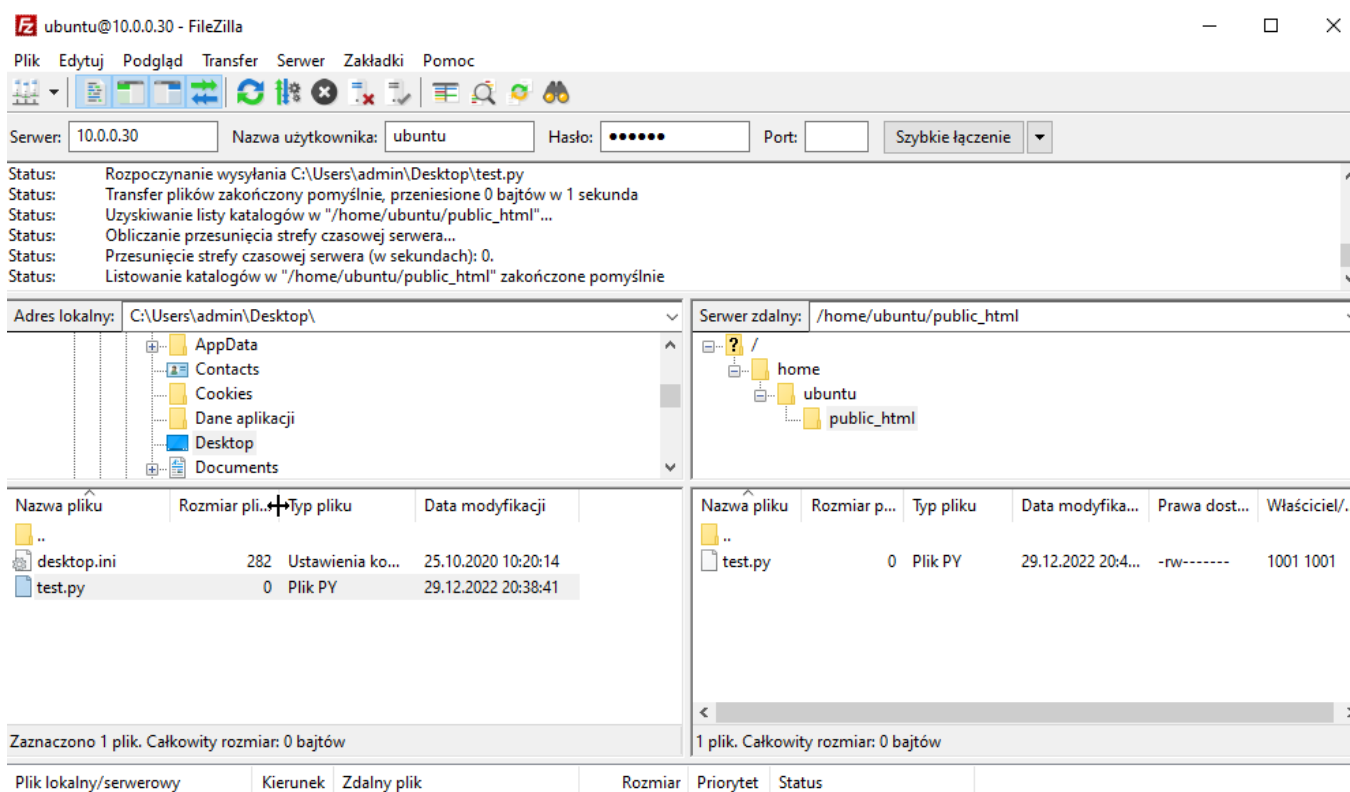 ubuntu@10.0.0.30 - FileZilla
Plik Edytuj Podgląd Transfer Serwer Zakładki Pomoc
Serwer: 10.0.0.30 Nazwa użytkownika: ubuntu Hasło: ●●●●●● Port: Szybkie łączenie
Status: Rozpoczynanie wysyłania C:\Users\admin\Desktop\test.py
Status: Transfer plików zakończony pomyślnie, przeniesione 0 bajtów w 1 sekunda
Status: Uzyskiwanie listy katalogów w "/home/ubuntu/public_html"...
Status: Obliczanie przesunięcia strefy czasowej serwera...
Status: Przesunięcie strefy czasowej serwera (w sekundach): 0.
Status: Listowanie katalogów w "/home/ubuntu/public_html" zakończone pomyślnie
Adres lokalny: C:\Users\admin\Desktop\
AppData
Contacts
Cookies
Dane aplikacji
Desktop
Documents
Serwer zdalny: /home/ubuntu/public_html
? /
home
ubuntu
public_html
Nazwa pliku Rozmiar pli... Typ pliku Data modyfikacji
..
desktop.ini 282 Ustawienia ko... 25.10.2020 10:20:14
test.py 0 Plik PY 29.12.2022 20:38:41
Zaznaczono 1 plik. Całkowity rozmiar: 0 bajtów
Nazwa pliku Rozmiar p... Typ pliku Data modyfika... Prawa dost... Właściciel/.
..
test.py 0 Plik PY 29.12.2022 20:4... -rw------- 1001 1001
1 plik. Całkowity rozmiar: 0 bajtów
Plik lokalny/serwerowy Kierunek Zdalny plik Rozmiar Priorytet Status